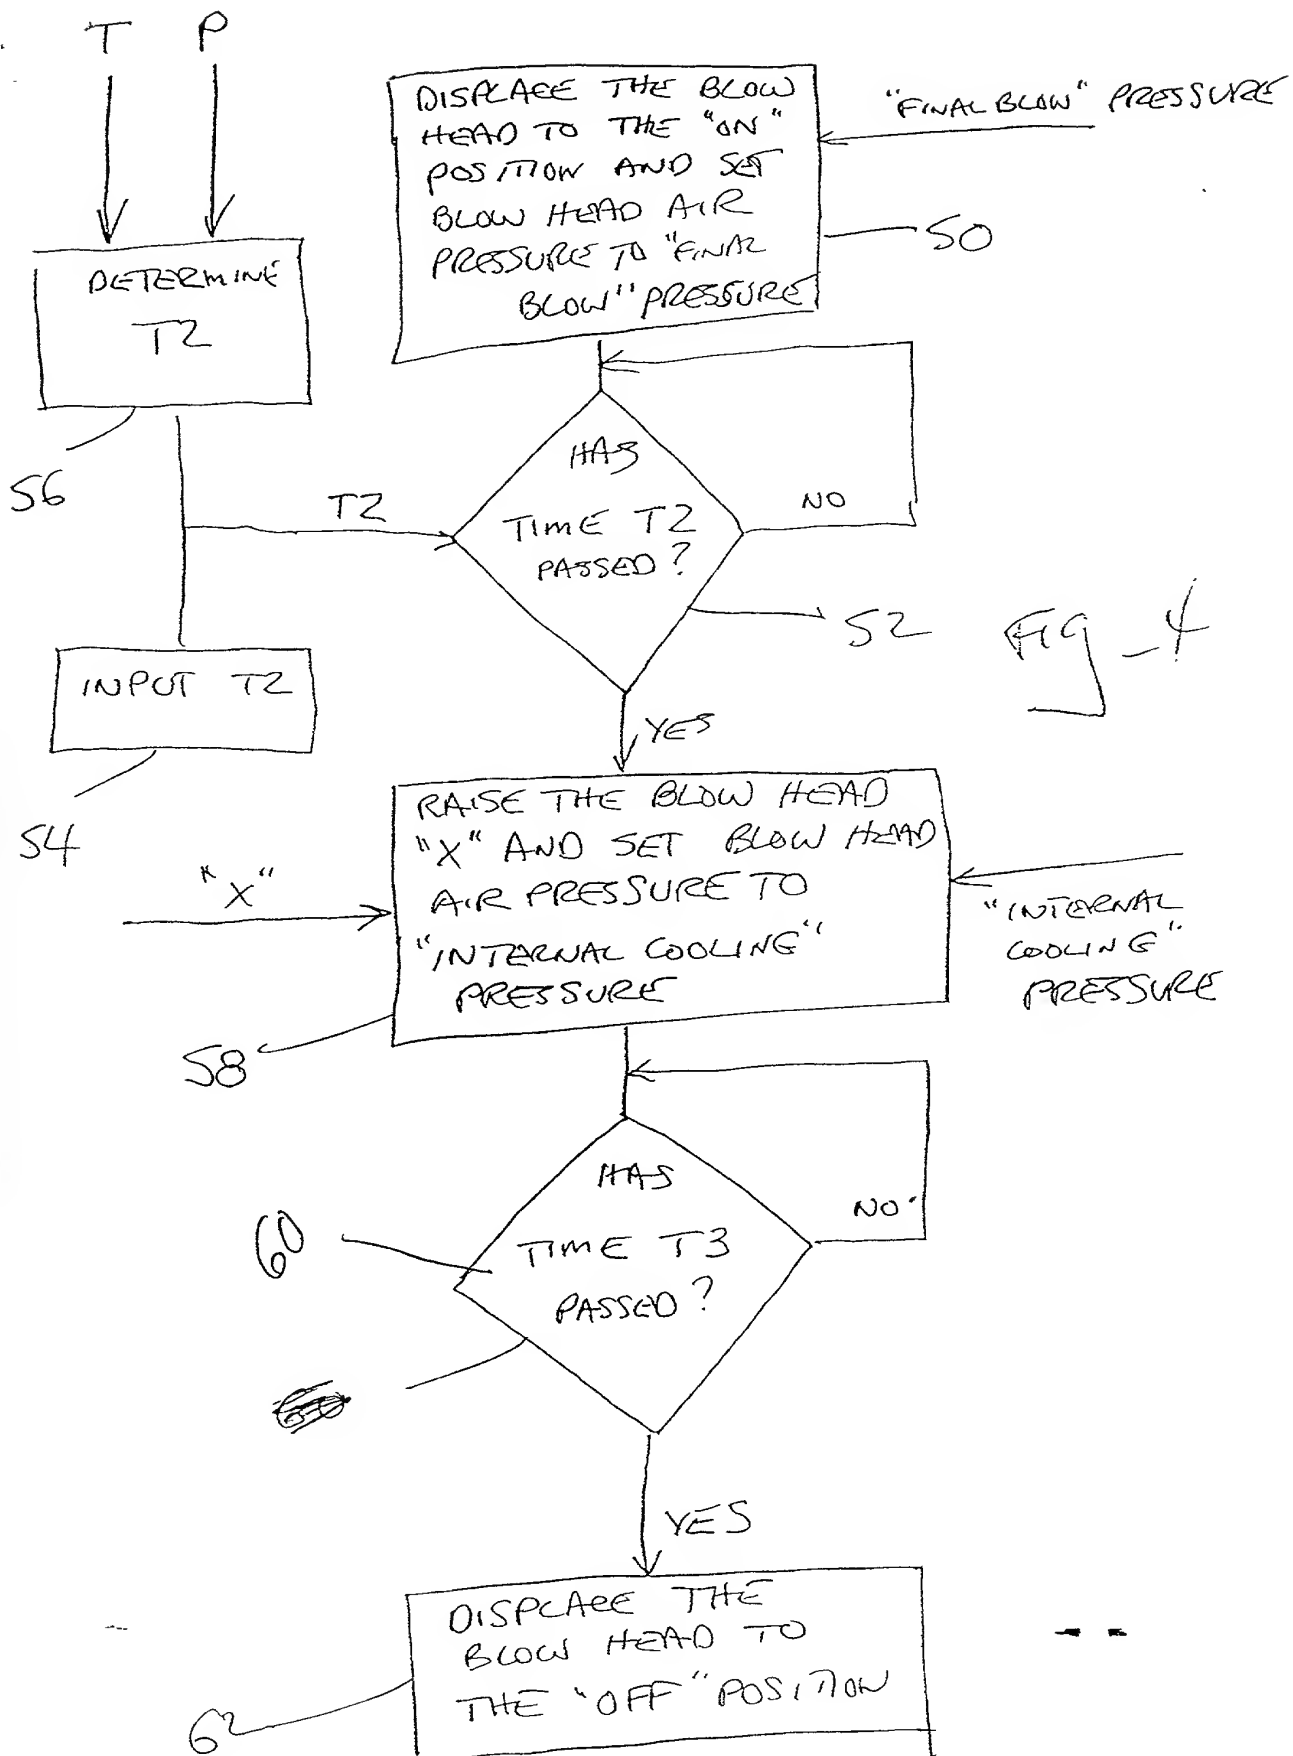 T P
DISPLACE THE BLOW
HEAD TO THE "ON"
POSITION AND SET
BLOW HEAD AIR
PRESSURE TO "FINAL
BLOW" PRESSURE
"FINAL BLOW" PRESSURE
50
DETERMINE
T2
56
HAS
TIME T2
PASSED?
T2
NO
52
FIG_4
INPUT T2
54
YES
RAISE THE BLOW HEAD
"X" AND SET BLOW HEAD
AIR PRESSURE TO
"INTERNAL COOLING"
PRESSURE
"X"
"INTERNAL
COOLING"
PRESSURE
58
HAS
TIME T3
PASSED?
NO
60
YES
DISPLACE THE
BLOW HEAD TO
THE "OFF" POSITION
62